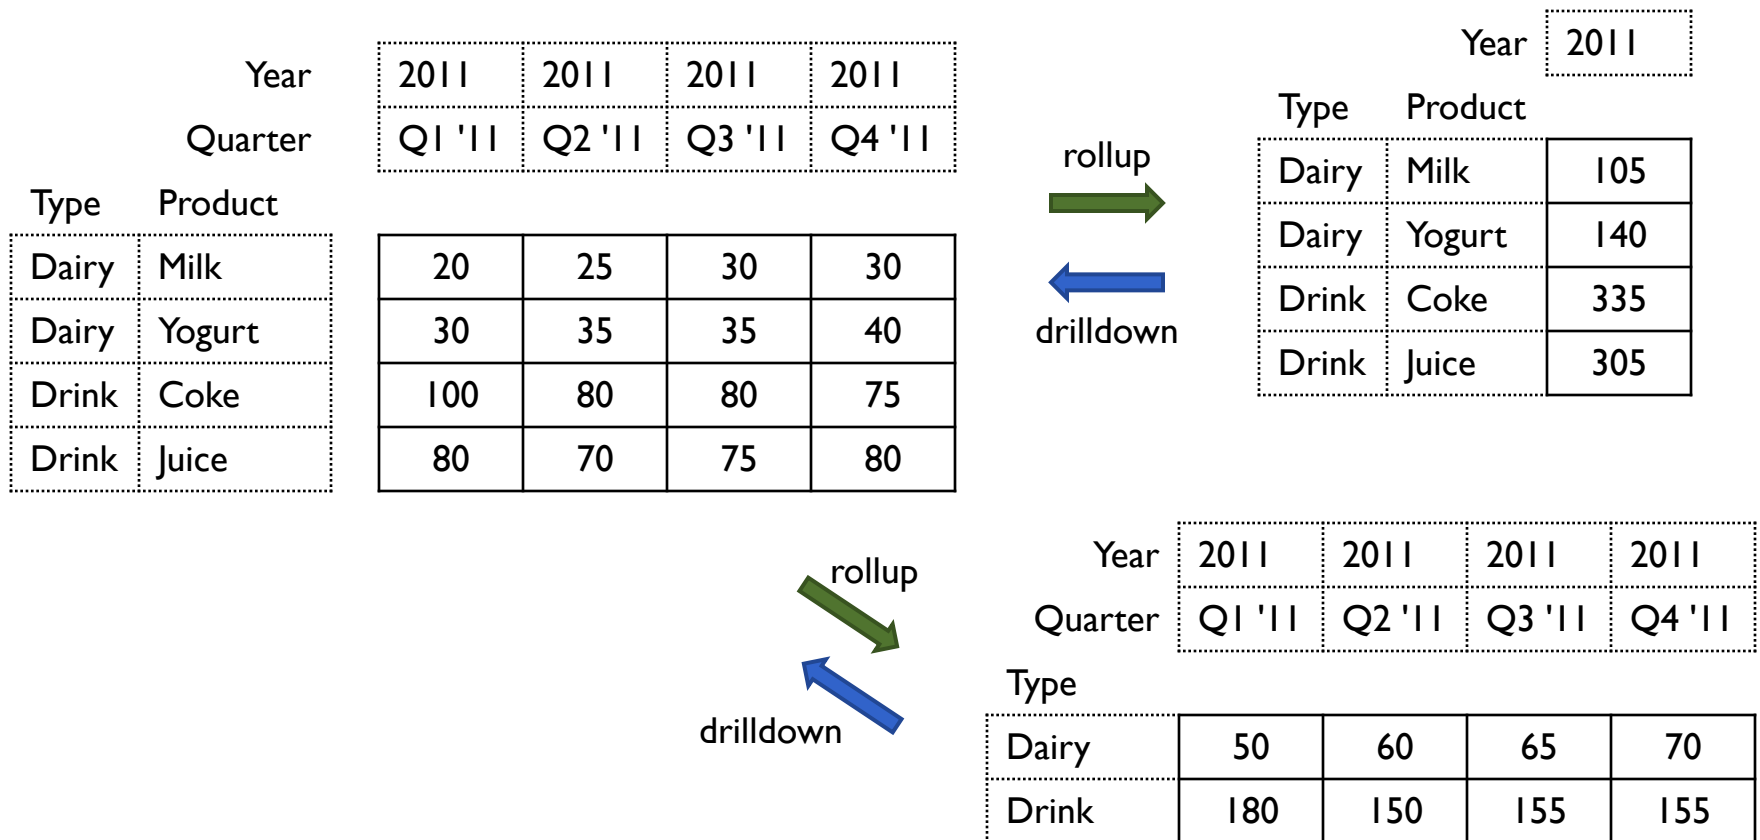 Year 2011 2011 2011 2011
Quarter Q1 '11 Q2 '11 Q3 '11 Q4 '11
Type Product
Dairy Milk 20 25 30 30
Dairy Yogurt 30 35 35 40
Drink Coke 100 80 80 75
Drink Juice 80 70 75 80
rollup
drilldown
Year 2011
Type Product
Dairy Milk 105
Dairy Yogurt 140
Drink Coke 335
Drink Juice 305
rollup
drilldown
Year 2011 2011 2011 2011
Quarter Q1 '11 Q2 '11 Q3 '11 Q4 '11
Type
Dairy 50 60 65 70
Drink 180 150 155 155